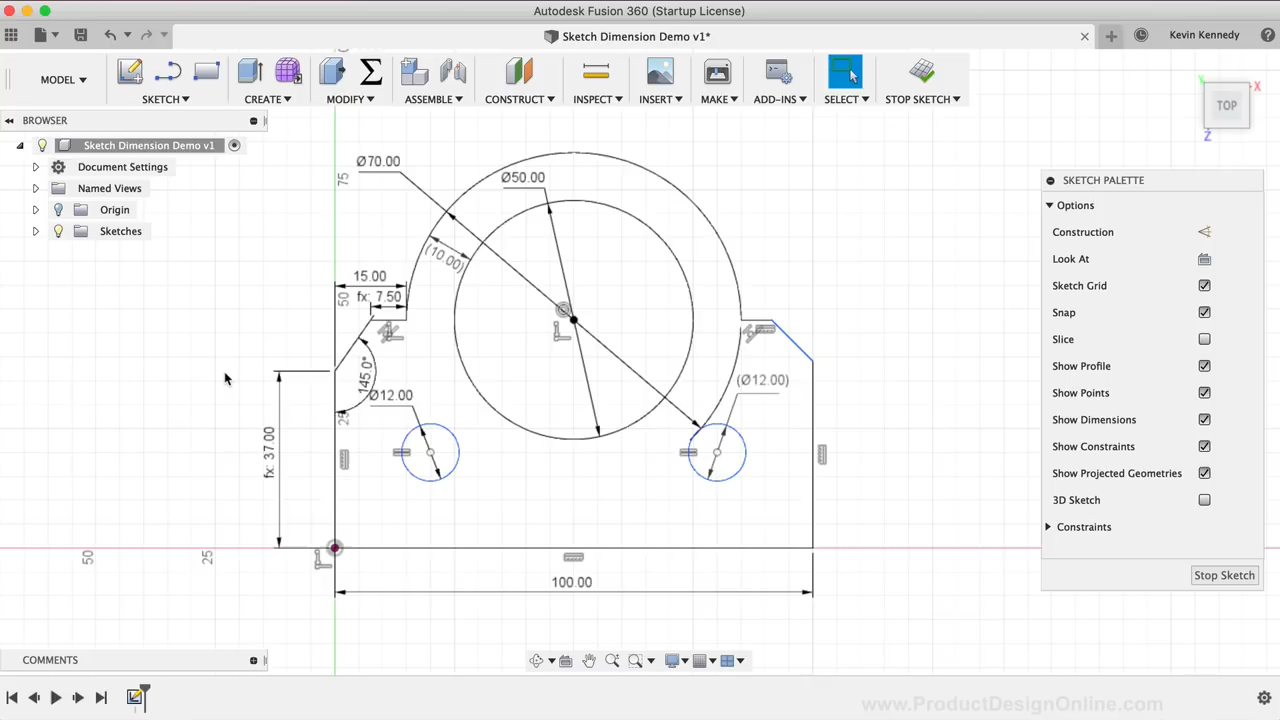 Autodesk Fusion 360 (Startup License)
Sketch Dimension Demo v1*
Kevin Kennedy
MODEL
SKETCH
CREATE
MODIFY
ASSEMBLE
CONSTRUCT
INSPECT
INSERT
MAKE
ADD-INS
SELECT
STOP SKETCH
BROWSER
Sketch Dimension Demo v1
Document Settings
Named Views
Origin
Sketches
TOP
X
Y
Z
SKETCH PALETTE
Options
Construction
Look At
Sketch Grid
Snap
Slice
Show Profile
Show Points
Show Dimensions
Show Constraints
Show Projected Geometries
3D Sketch
Constraints
Stop Sketch
Ø70.00
75
Ø50.00
(10.00)
15.00
fx: 7.50
50
145.0°
Ø12.00
(Ø12.00)
25
fx: 37.00
50
25
100.00
COMMENTS
www.ProductDesignOnline.com